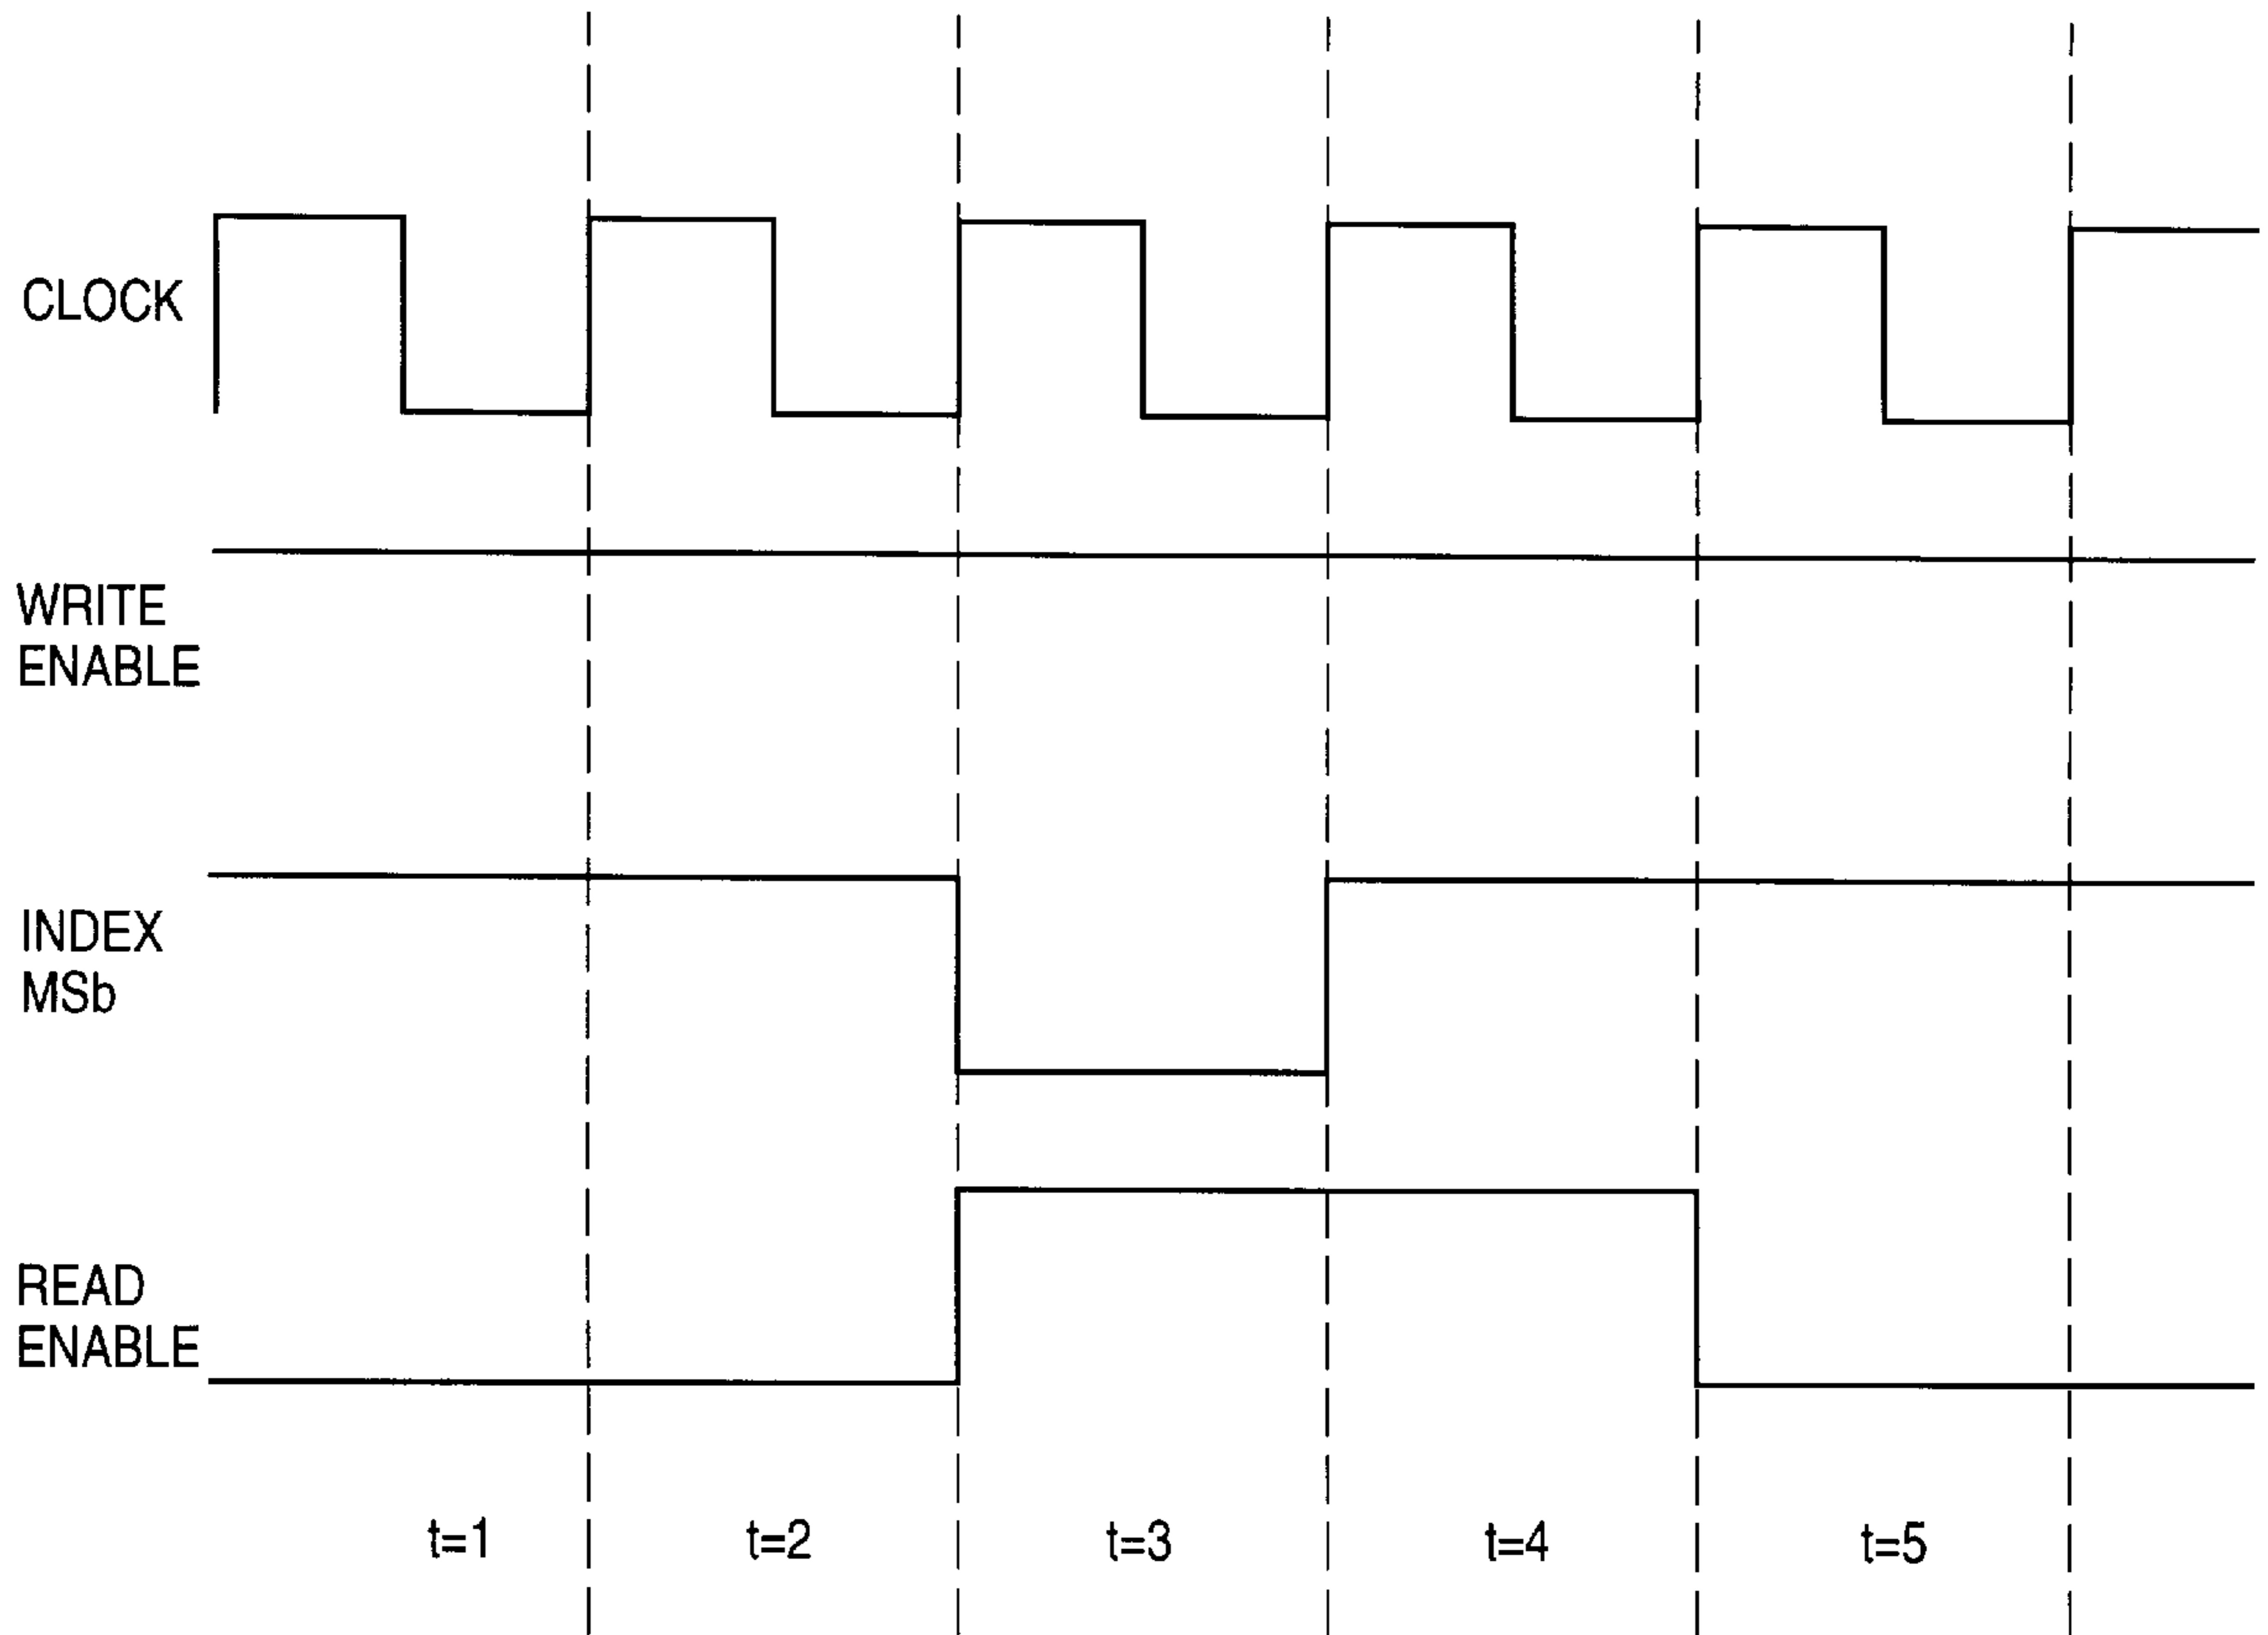 CLOCK
WRITE
ENABLE
INDEX
MSb
READ
ENABLE
t=1 t=2 t=3 t=4 t=5